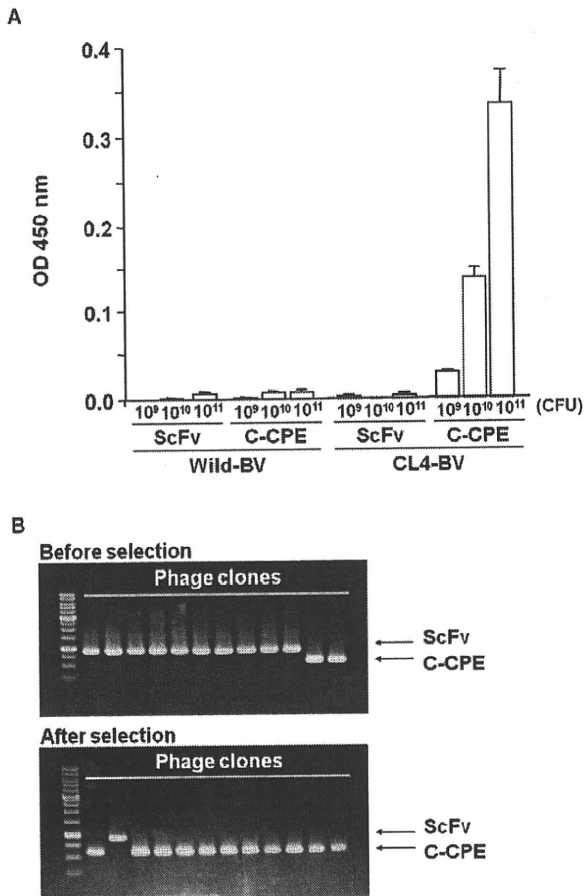 A
0.4
0.3
0.2
0.1
0.0
OD 450 nm
10⁹ 10¹⁰ 10¹¹ 10⁹ 10¹⁰ 10¹¹ 10⁹ 10¹⁰ 10¹¹ 10⁹ 10¹⁰ 10¹¹ (CFU)
ScFv C-CPE ScFv C-CPE
Wild-BV CL4-BV
B
Before selection
Phage clones
ScFv
C-CPE
After selection
Phage clones
ScFv
C-CPE